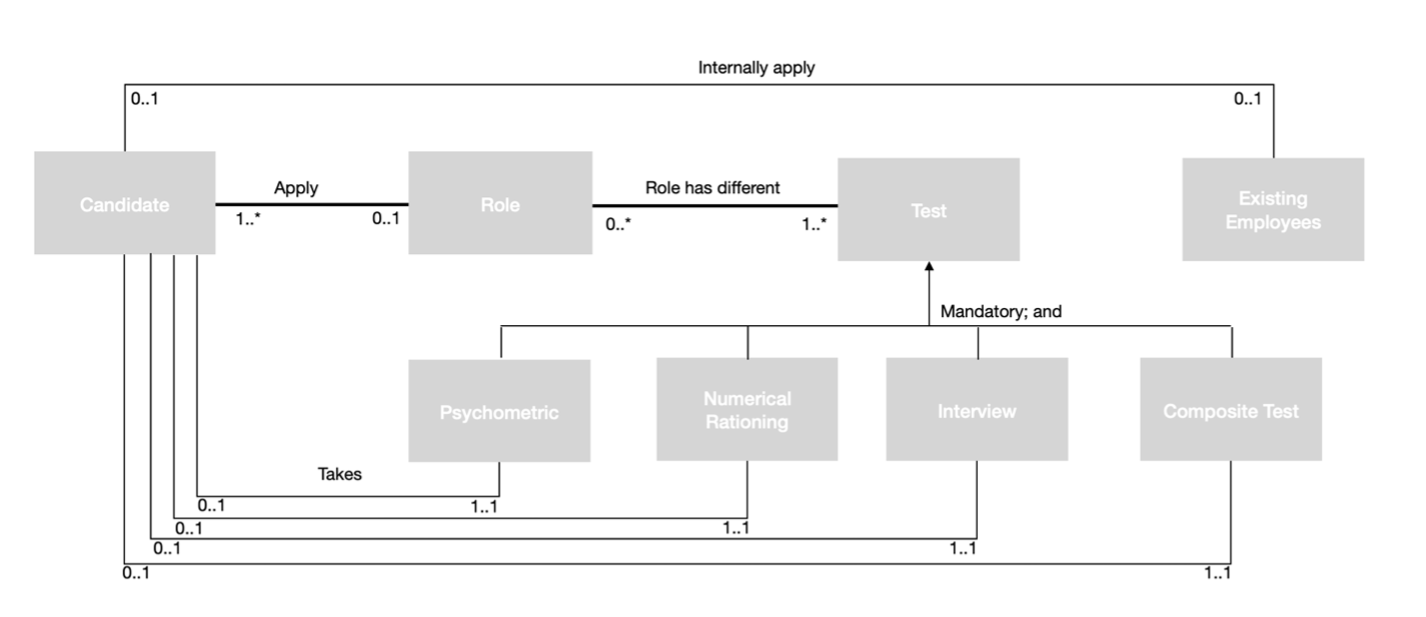 Internally apply
0..1
0..1
Candidate
Apply
1..*
0..1
Role
Role has different
0..*
1..*
Test
Existing
Employees
Mandatory; and
Psychometric
Numerical
Rationing
Interview
Composite Test
Takes
0..1
1..1
0..1
1..1
0..1
1..1
0..1
1..1